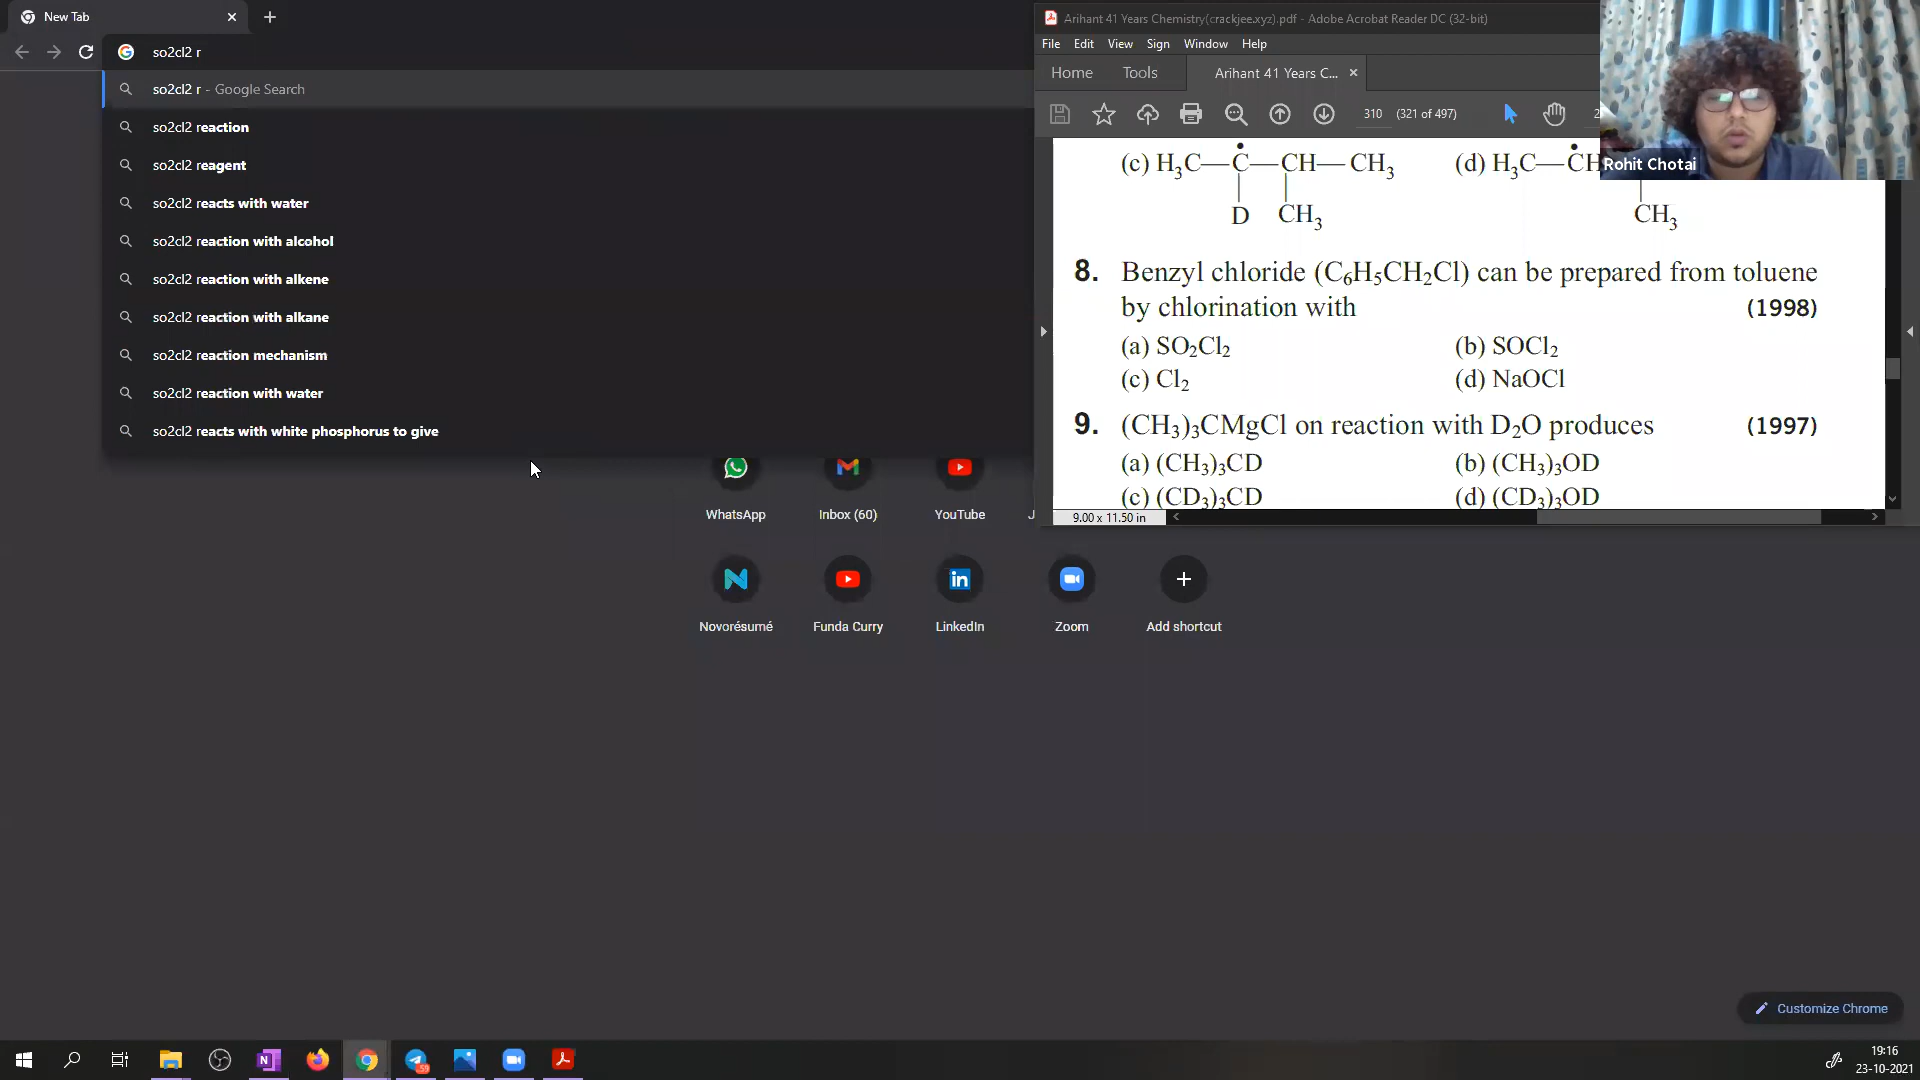 New Tab
so2cl2 r
so2cl2 r - Google Search
so2cl2 reaction
so2cl2 reagent
so2cl2 reacts with water
so2cl2 reaction with alcohol
so2cl2 reaction with alkene
so2cl2 reaction with alkane
so2cl2 reaction mechanism
so2cl2 reaction with water
so2cl2 reacts with white phosphorus to give
WhatsApp
Inbox (60)
YouTube
J
Novorésumé
Funda Curry
LinkedIn
Zoom
Add shortcut
Customize Chrome
Arihant 41 Years Chemistry(crackjee.xyz).pdf - Adobe Acrobat Reader DC (32-bit)
File Edit View Sign Window Help
Home Tools Arihant 41 Years C...
310 (321 of 497) 2
Rohit Chotai
(c) H₃C—Ċ—CH—CH₃ (d) H₃C—ĊH
D CH₃ CH₃
8. Benzyl chloride (C₆H₅CH₂Cl) can be prepared from toluene
by chlorination with (1998)
(a) SO₂Cl₂ (b) SOCl₂
(c) Cl₂ (d) NaOCl
9. (CH₃)₃CMgCl on reaction with D₂O produces (1997)
(a) (CH₃)₃CD (b) (CH₃)₃OD
(c) (CD₃)₃CD (d) (CD₃)₃OD
9.00 x 11.50 in
19:16
23-10-2021